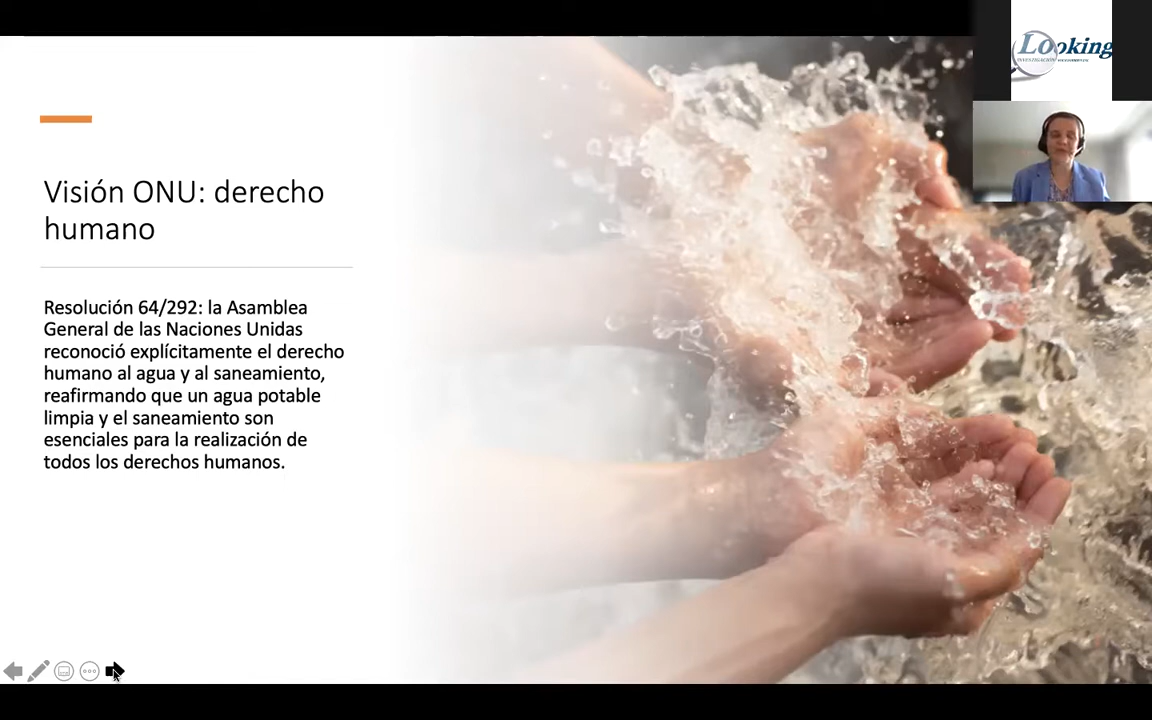 Visión ONU: derecho
humano
Resolución 64/292: la Asamblea
General de las Naciones Unidas
reconoció explícitamente el derecho
humano al agua y al saneamiento,
reafirmando que un agua potable
limpia y el saneamiento son
esenciales para la realización de
todos los derechos humanos.
Looking
INVESTIGACIÓN